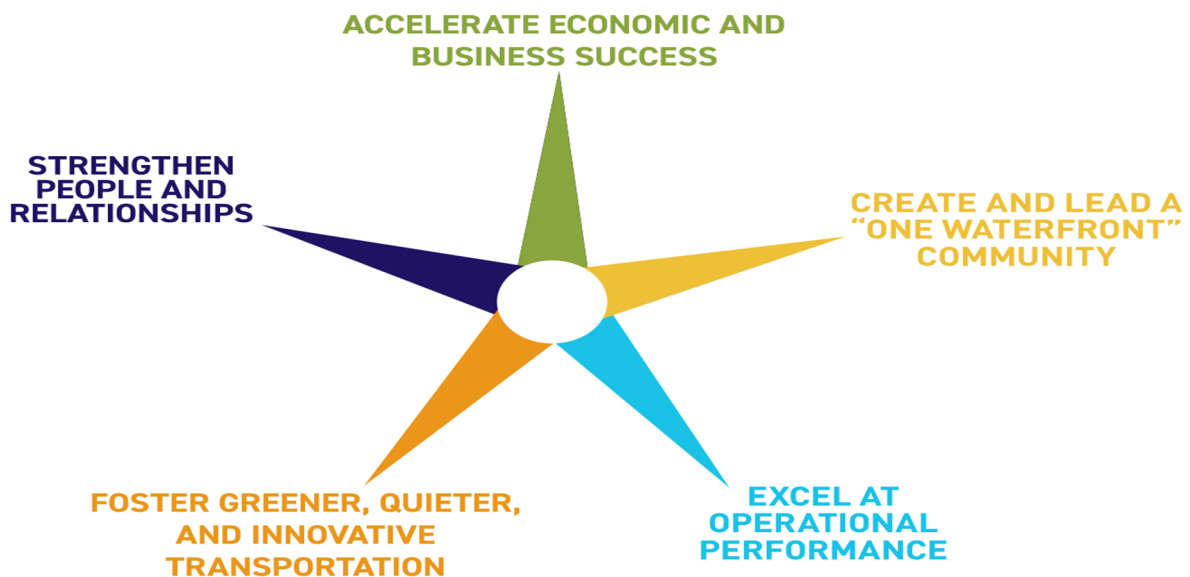 ACCELERATE ECONOMIC AND
BUSINESS SUCCESS
STRENGTHEN
PEOPLE AND
RELATIONSHIPS
CREATE AND LEAD A
“ONE WATERFRONT”
COMMUNITY
FOSTER GREENER, QUIETER,
AND INNOVATIVE
TRANSPORTATION
EXCEL AT
OPERATIONAL
PERFORMANCE